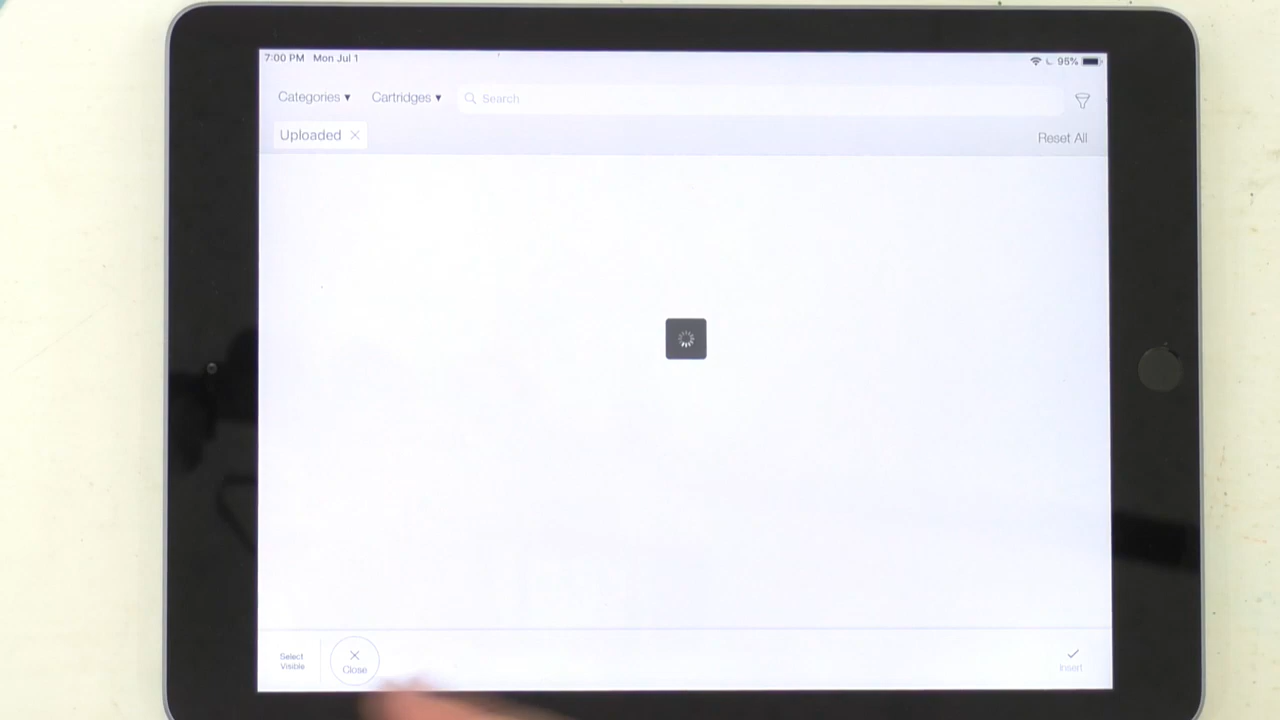 7:00 PM Mon Jul 1
95%
Categories ▾ Cartridges ▾ Search
Uploaded ×
Reset All
Select
Visible
Close
Insert